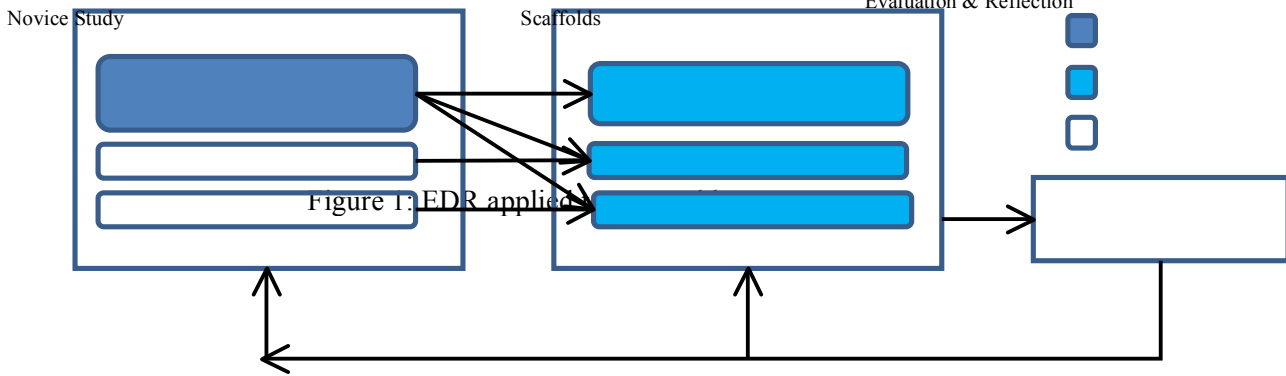 Novice Study
Scaffolds
Evaluation & Reflection
Figure 1: EDR applied